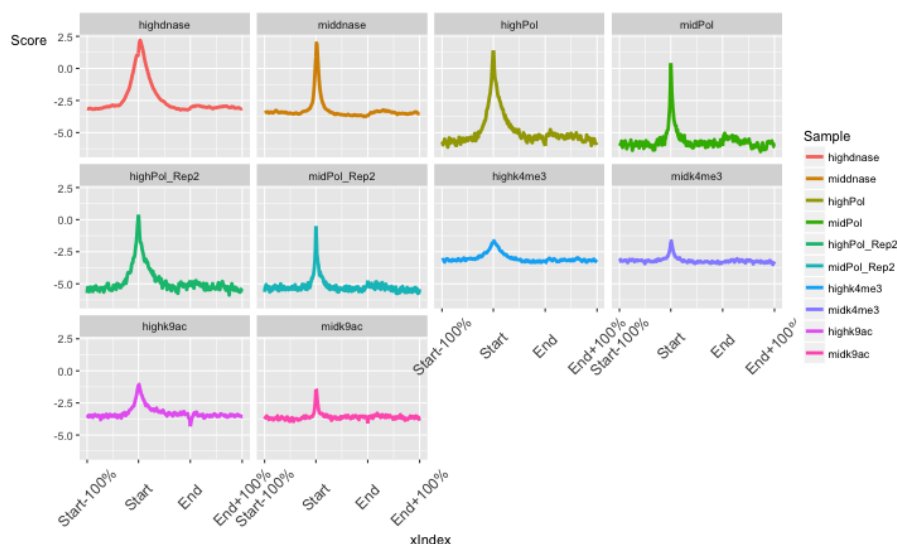 highdnase middnase highPol midPol
Score
2.5
0.0
-2.5
-5.0
highPol_Rep2 midPol_Rep2 highk4me3 midk4me3
2.5
0.0
-2.5
-5.0
highk9ac midk9ac
2.5
0.0
-2.5
-5.0
Start-100% Start End End+100% Start-100% Start End End+100%
Start-100% Start End End+100% Start-100% Start End End+100%
xIndex
Sample
highdnase
middnase
highPol
midPol
highPol_Rep2
midPol_Rep2
highk4me3
midk4me3
highk9ac
midk9ac